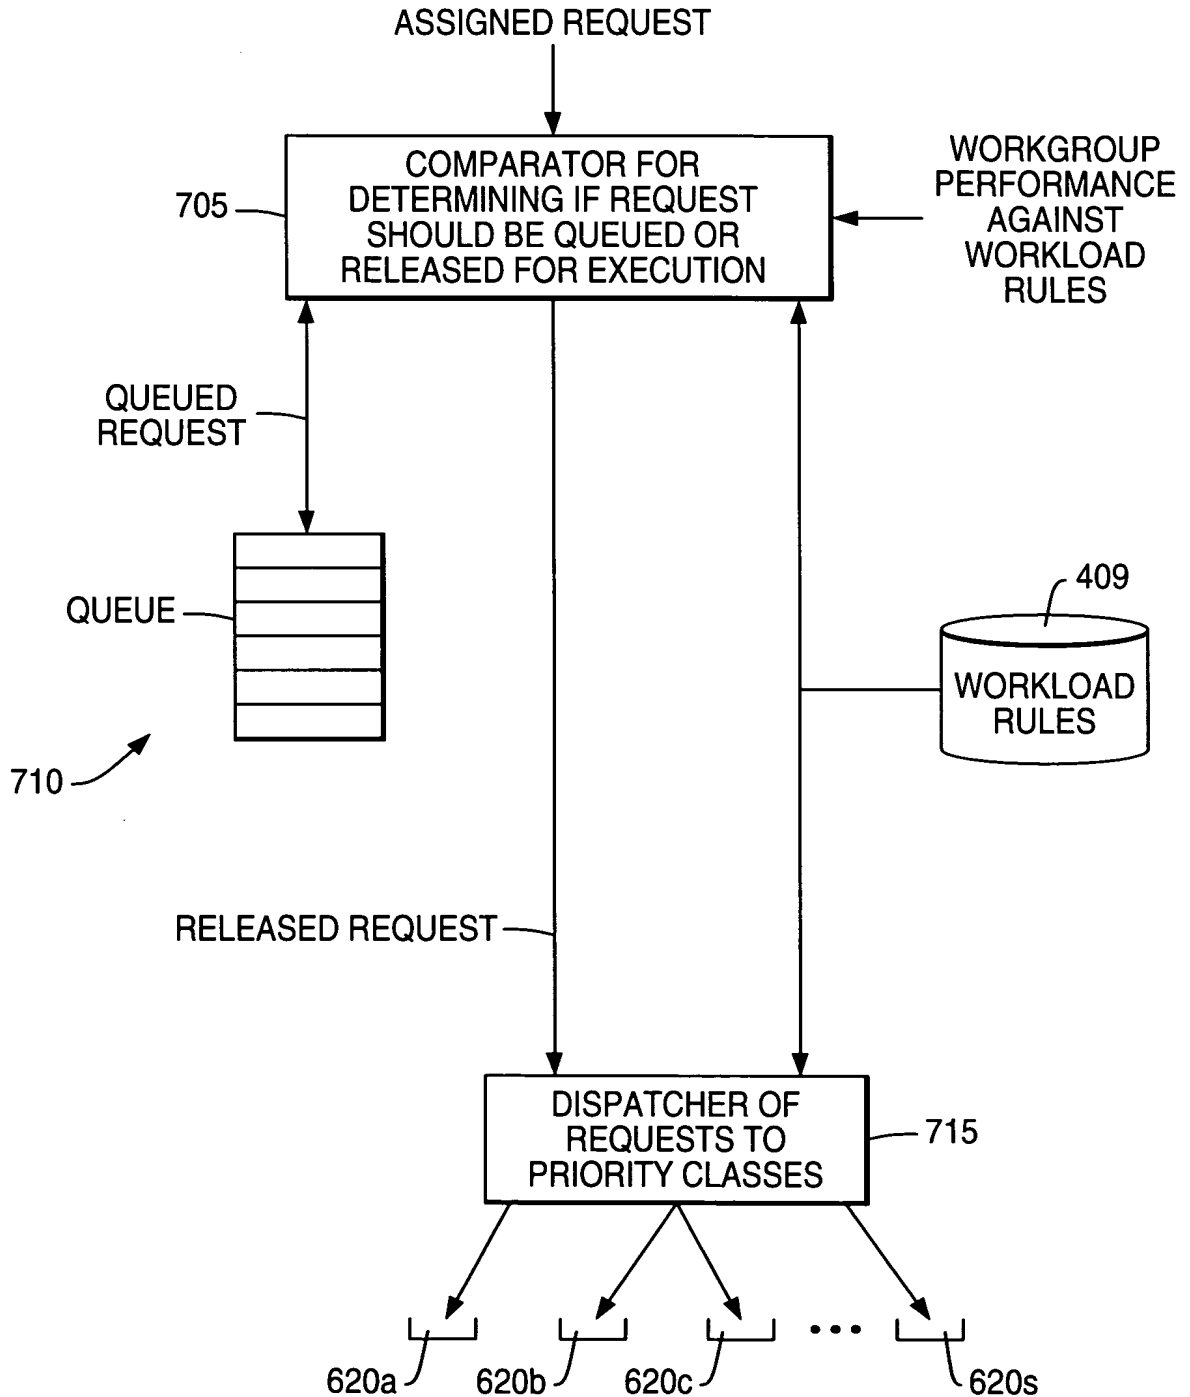 ASSIGNED REQUEST
COMPARATOR FOR
DETERMINING IF REQUEST
SHOULD BE QUEUED OR
RELEASED FOR EXECUTION
705
WORKGROUP
PERFORMANCE
AGAINST
WORKLOAD
RULES
QUEUED
REQUEST
QUEUE
710
409
WORKLOAD
RULES
RELEASED REQUEST
DISPATCHER OF
REQUESTS TO
PRIORITY CLASSES
715
620a
620b
620c
620s